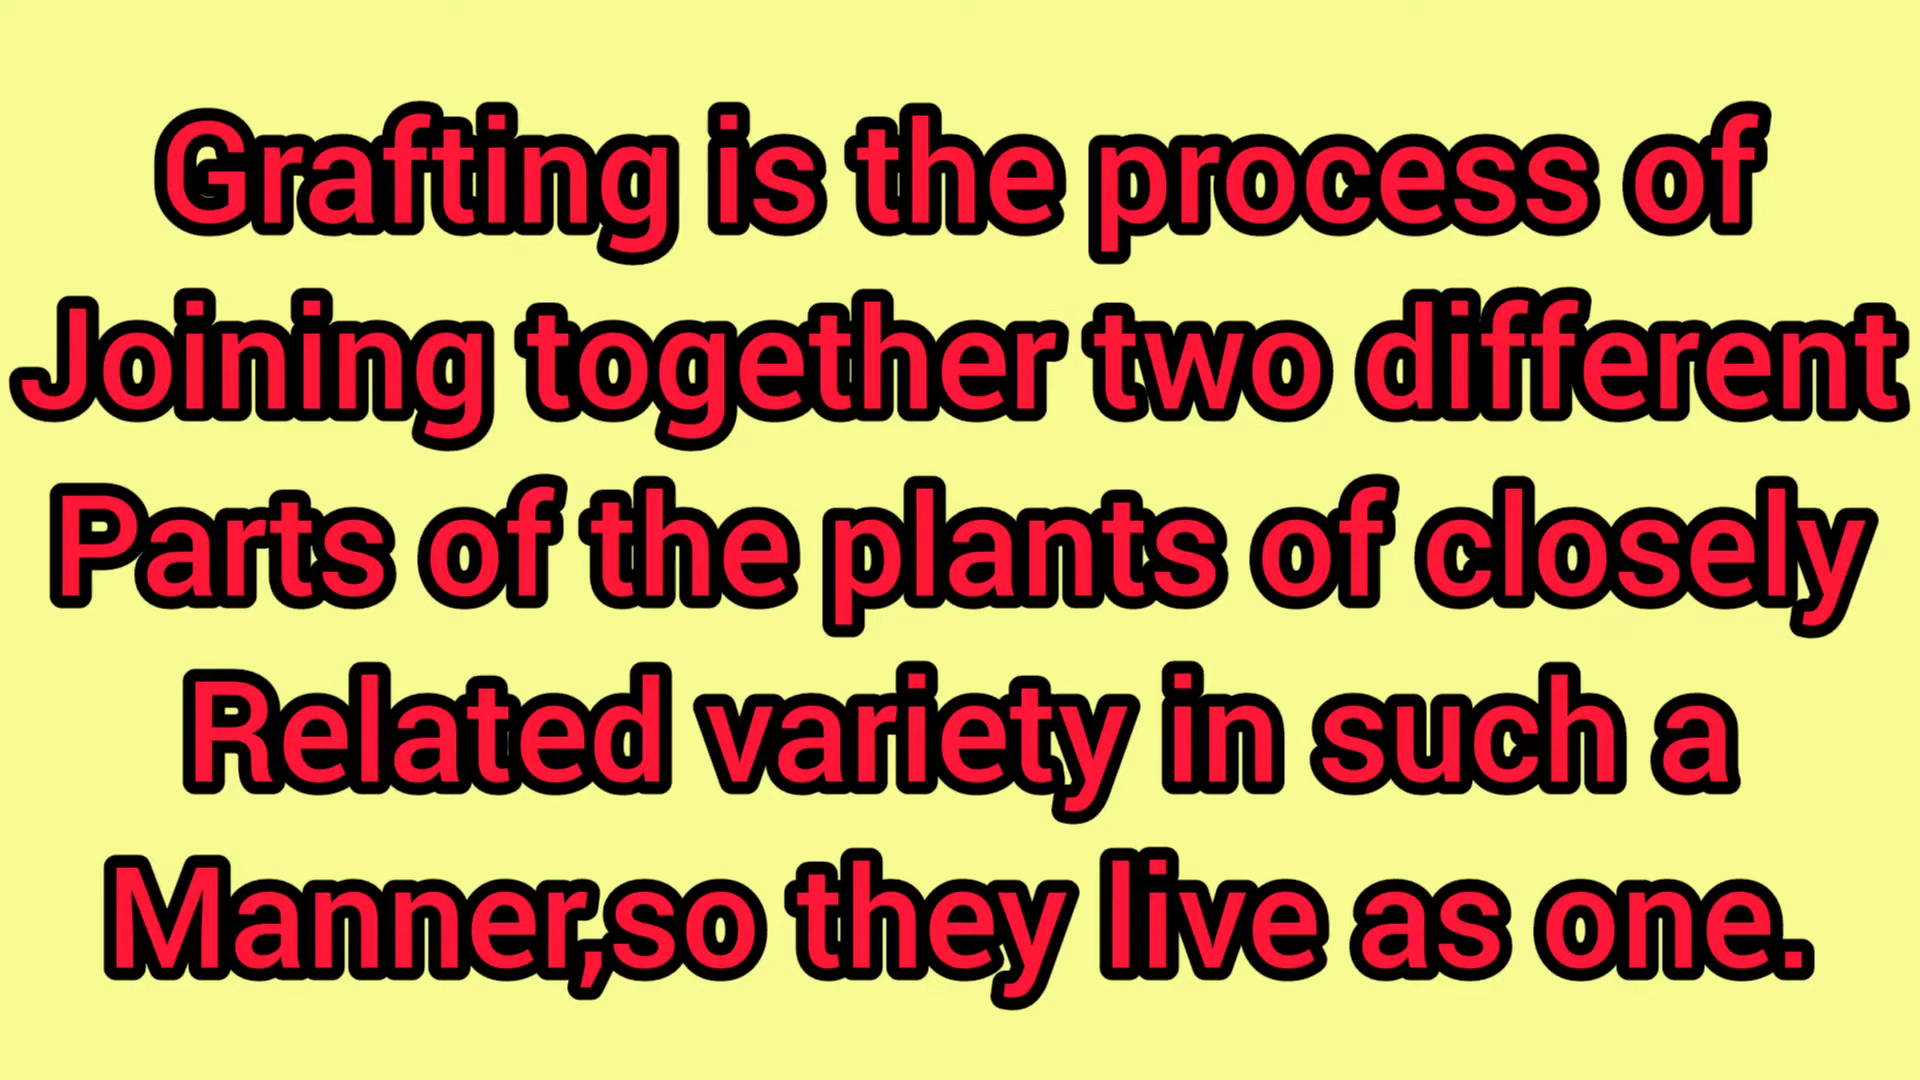 Grafting is the process of
Joining together two different
Parts of the plants of closely
Related variety in such a
Manner,so they live as one.